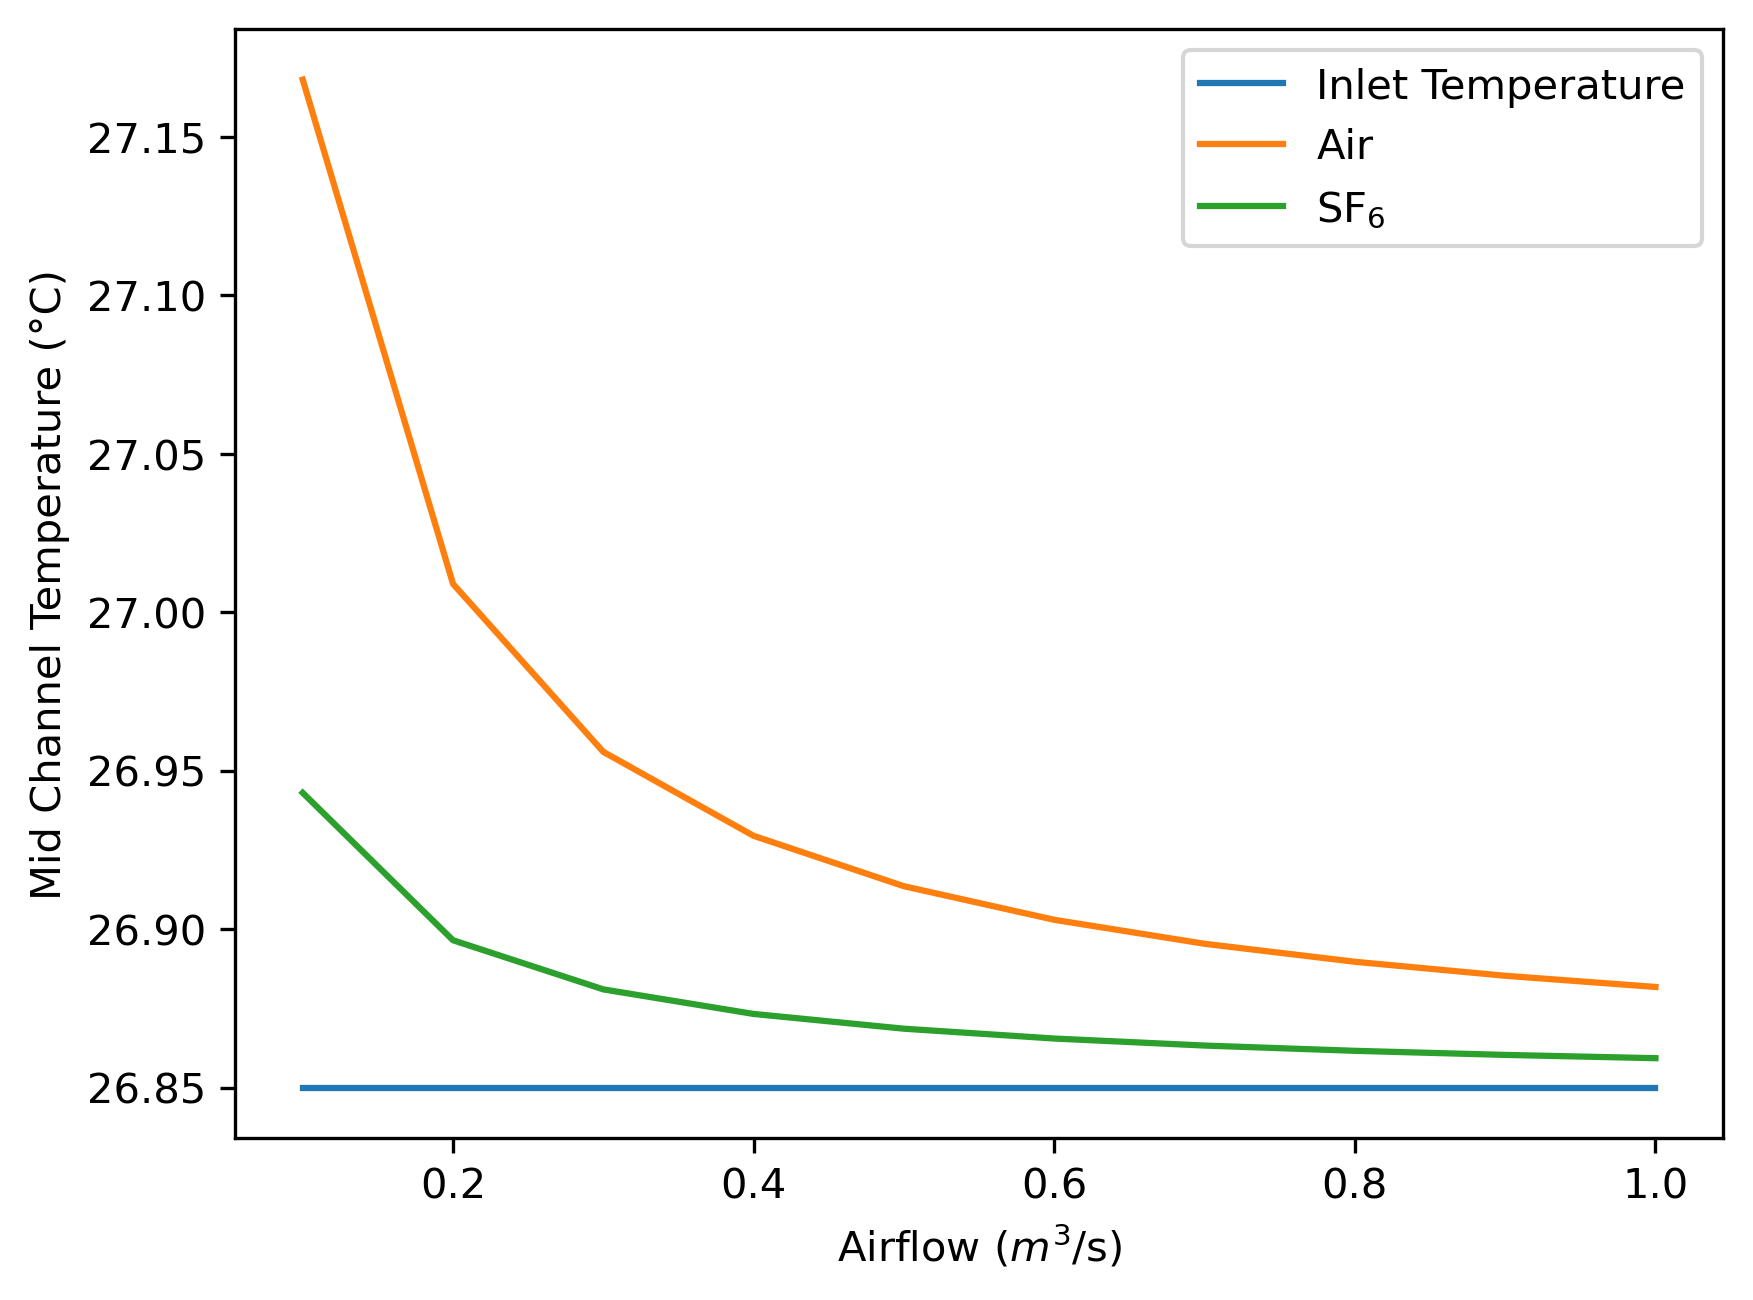 Inlet Temperature
Air
SF₆
27.15
27.10
27.05
27.00
26.95
26.90
26.85
Mid Channel Temperature (°C)
0.2 0.4 0.6 0.8 1.0
Airflow (m³/s)